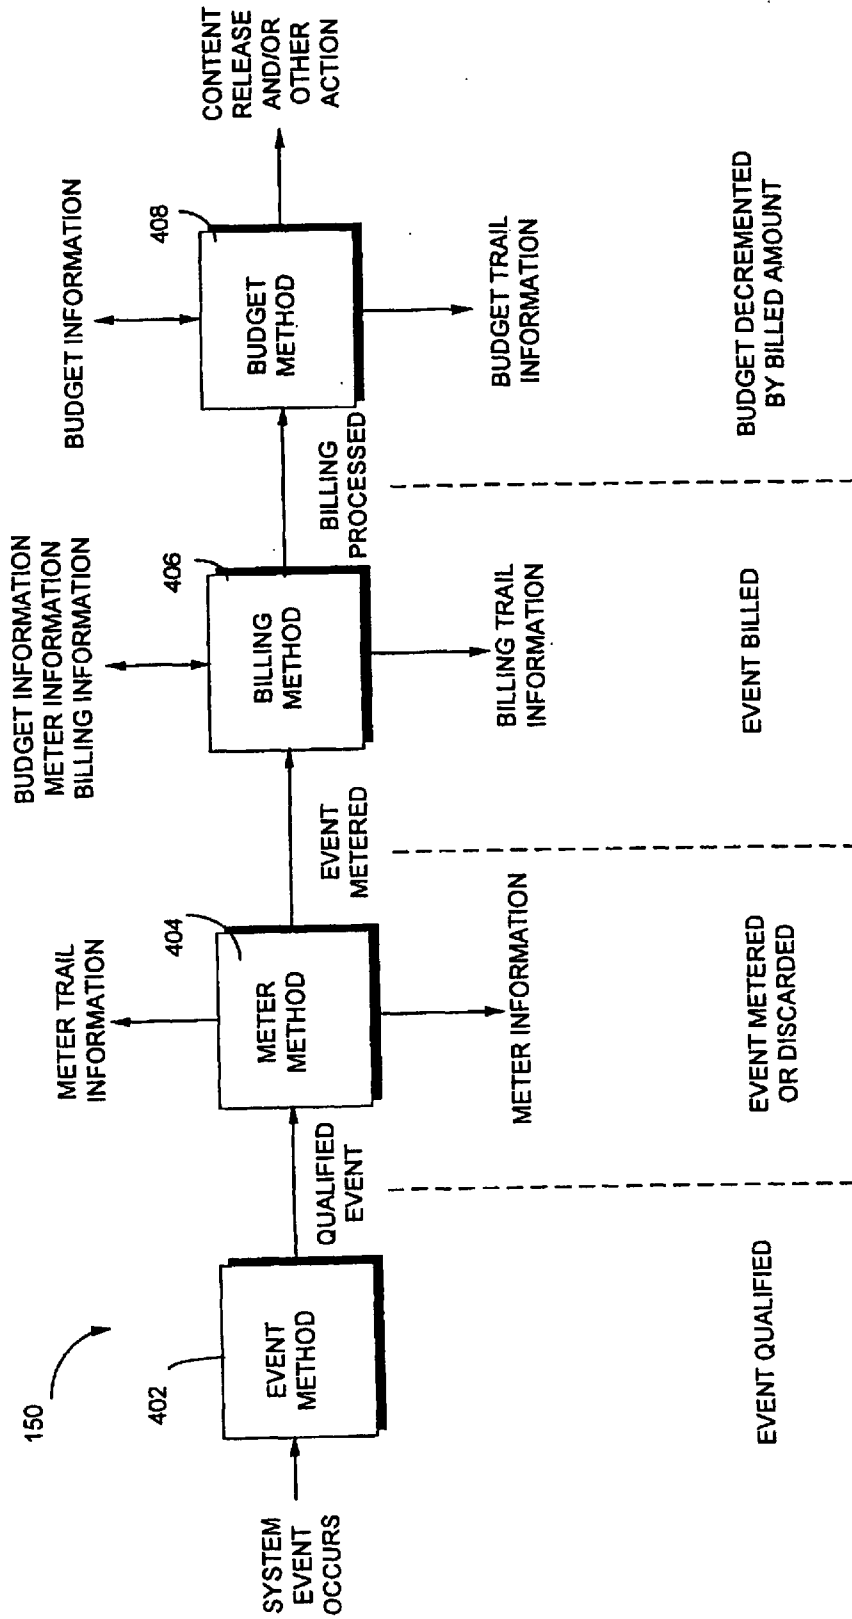 150
SYSTEM
EVENT
OCCURS
402
EVENT
METHOD
QUALIFIED
EVENT
EVENT QUALIFIED
METER TRAIL
INFORMATION
404
METER
METHOD
METER INFORMATION
EVENT
METERED
EVENT METERED
OR DISCARDED
BUDGET INFORMATION
METER INFORMATION
BILLING INFORMATION
406
BILLING
METHOD
BILLING TRAIL
INFORMATION
BILLING
PROCESSED
EVENT BILLED
BUDGET INFORMATION
408
BUDGET
METHOD
BUDGET TRAIL
INFORMATION
CONTENT
RELEASE
AND/OR
OTHER
ACTION
BUDGET DECREMENTED
BY BILLED AMOUNT